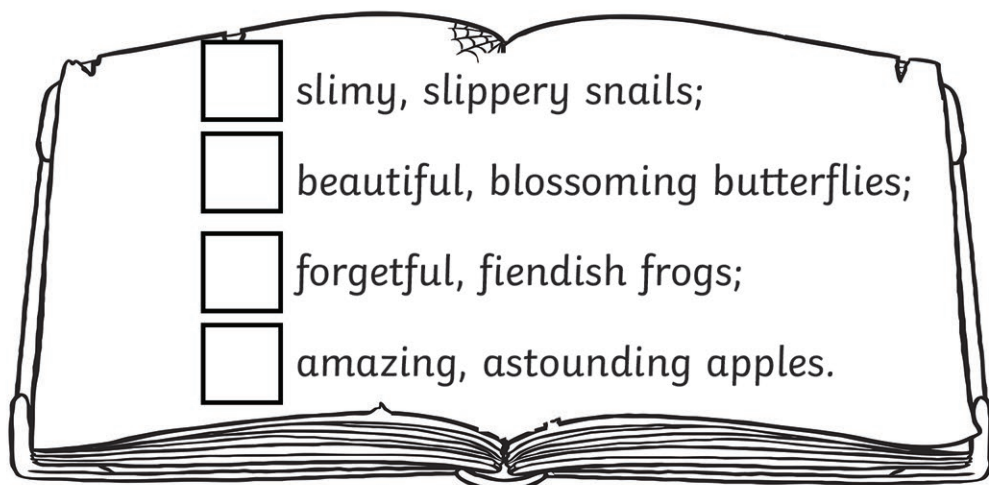 slimy, slippery snails;
beautiful, blossoming butterflies;
forgetful, fiendish frogs;
amazing, astounding apples.